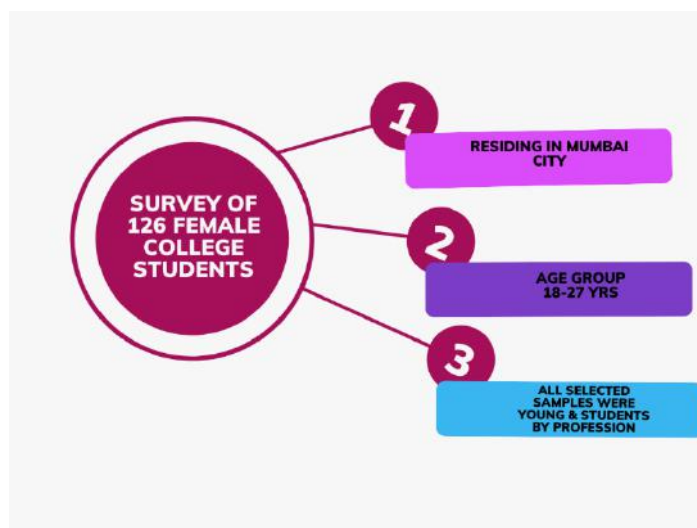 SURVEY OF
126 FEMALE
COLLEGE
STUDENTS
1
RESIDING IN MUMBAI
CITY
2
AGE GROUP
18-27 YRS
3
ALL SELECTED
SAMPLES WERE
YOUNG & STUDENTS
BY PROFESSION